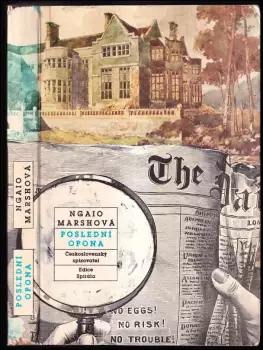 NGAIO
MARSHOVÁ
POSLEDNÍ
OPONA
The Da
NGAIO
MARSHOVÁ
POSLEDNÍ
OPONA
Československý
spisovatel
Edice
Spirála
NO EGGS!
NO RISK!
NO TROUBLE!